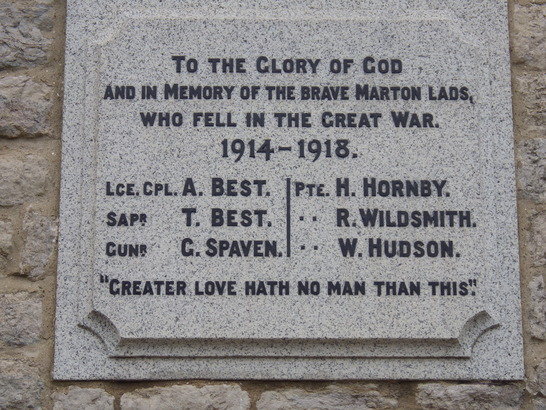 TO THE GLORY OF GOD
AND IN MEMORY OF THE BRAVE MARTON LADS,
WHO FELL IN THE GREAT WAR.
1914-1918.
LCE. CPL. A. BEST. PTE. H. HORNBY.
SAPR T. BEST. " R. WILDSMITH.
GUNR G. SPAVEN. " W. HUDSON.
"GREATER LOVE HATH NO MAN THAN THIS".